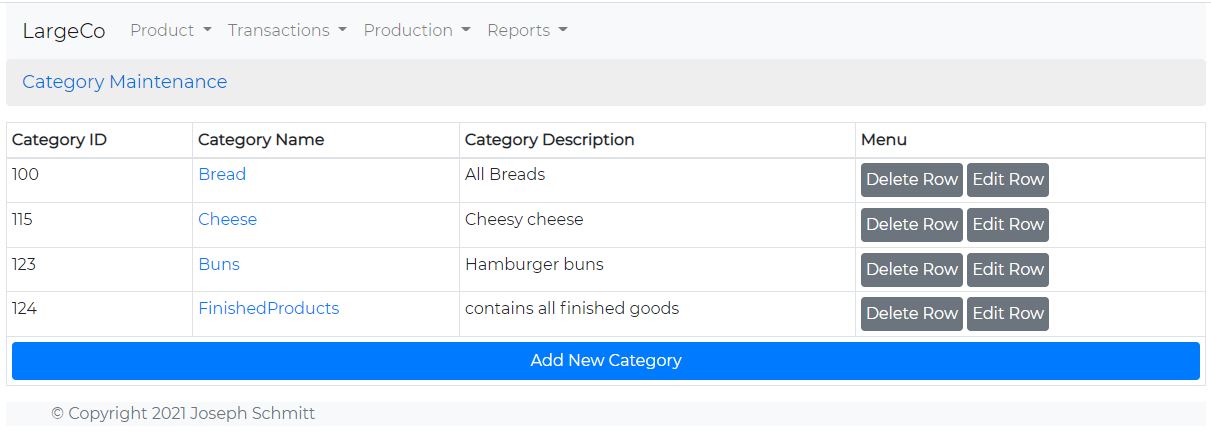 LargeCo Product Transactions Production Reports
Category Maintenance
Category ID Category Name Category Description Menu
100 Bread All Breads Delete Row Edit Row
115 Cheese Cheesy cheese Delete Row Edit Row
123 Buns Hamburger buns Delete Row Edit Row
124 FinishedProducts contains all finished goods Delete Row Edit Row
Add New Category
© Copyright 2021 Joseph Schmitt